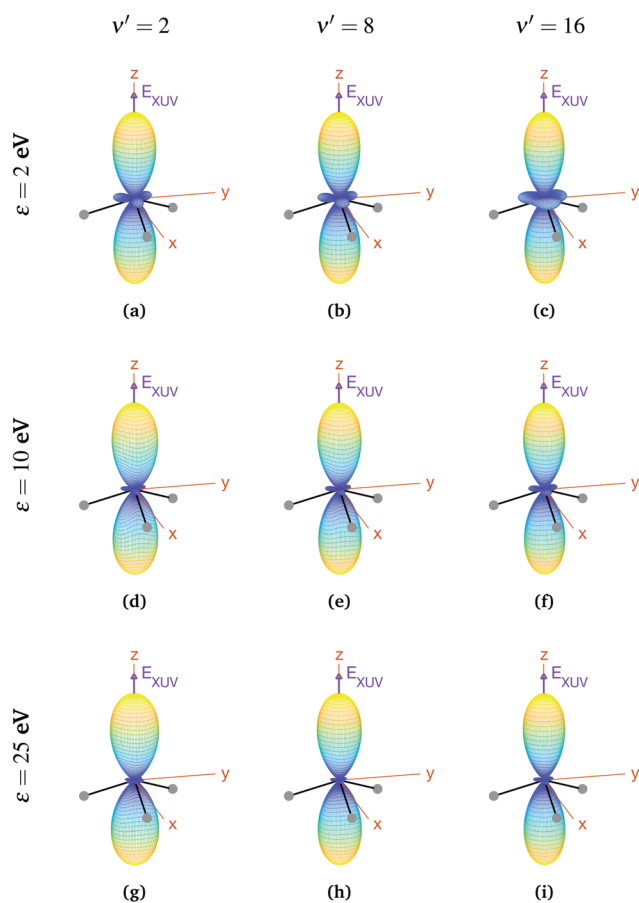 ν′ = 2 ν′ = 8 ν′ = 16
ε = 2 eV
z z z
E_XUV E_XUV E_XUV
y y y
x x x
(a) (b) (c)
ε = 10 eV
z z z
E_XUV E_XUV E_XUV
y y y
x x x
(d) (e) (f)
ε = 25 eV
z z z
E_XUV E_XUV E_XUV
y y y
x x x
(g) (h) (i)